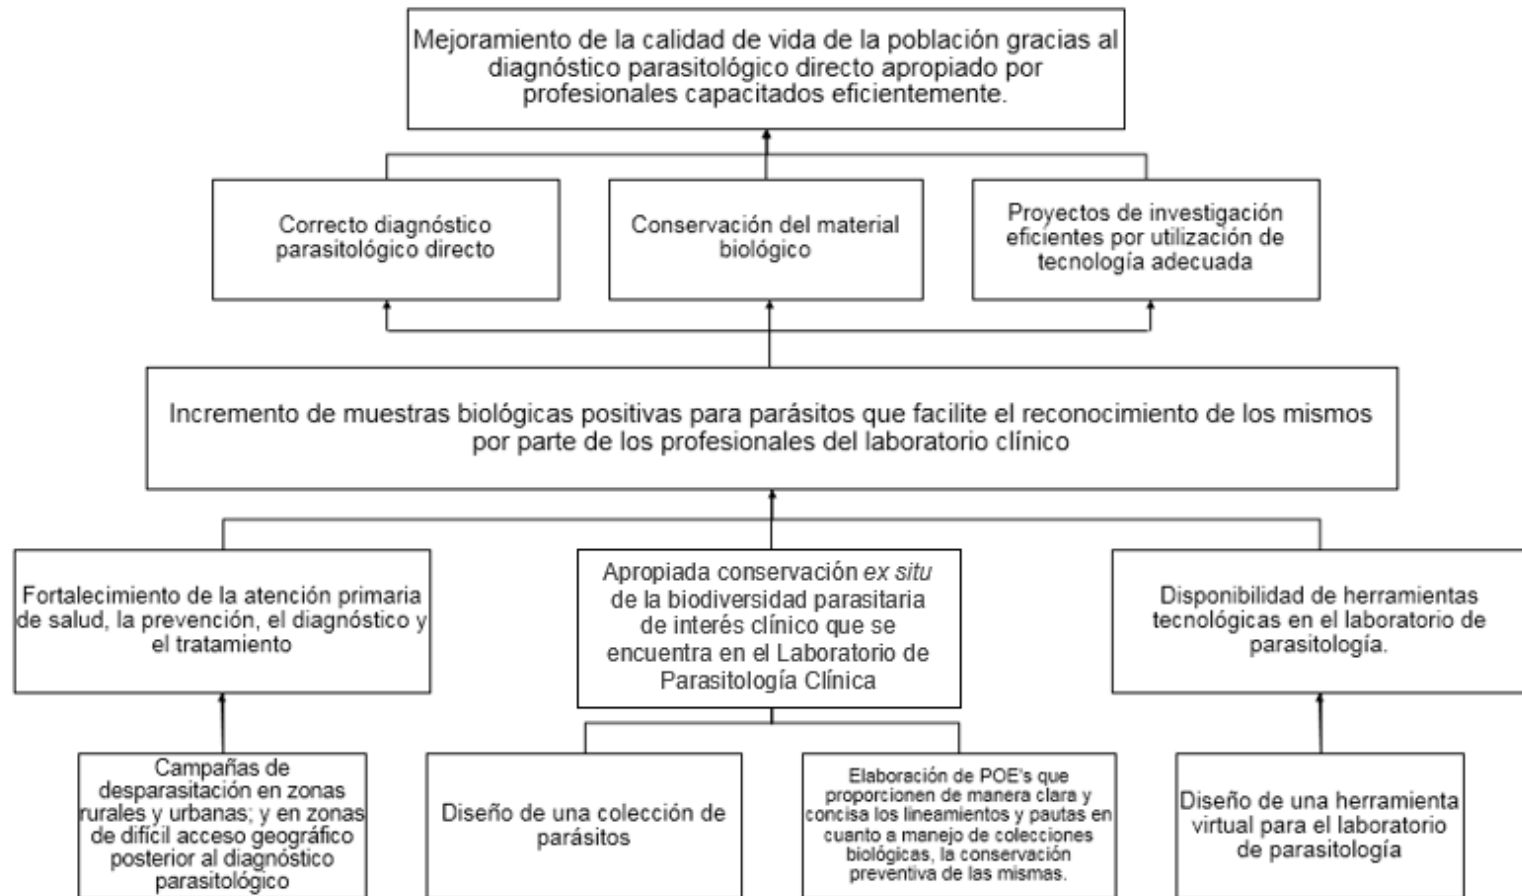 Mejoramiento de la calidad de vida de la población gracias al
diagnóstico parasitológico directo apropiado por
profesionales capacitados eficientemente.
Correcto diagnóstico
parasitológico directo
Conservación del material
biológico
Proyectos de investigación
eficientes por utilización de
tecnología adecuada
Incremento de muestras biológicas positivas para parásitos que facilite el reconocimiento de los mismos
por parte de los profesionales del laboratorio clínico
Fortalecimiento de la atención primaria
de salud, la prevención, el diagnóstico y
el tratamiento
Apropiada conservación ex situ
de la biodiversidad parasitaria
de interés clínico que se
encuentra en el Laboratorio de
Parasitología Clínica
Disponibilidad de herramientas
tecnológicas en el laboratorio de
parasitología.
Campañas de
desparasitación en zonas
rurales y urbanas; y en zonas
de difícil acceso geográfico
posterior al diagnóstico
parasitológico
Diseño de una colección de
parásitos
Elaboración de POE's que
proporcionen de manera clara y
concisa los lineamientos y pautas en
cuanto a manejo de colecciones
biológicas, la conservación
preventiva de las mismas.
Diseño de una herramienta
virtual para el laboratorio
de parasitología